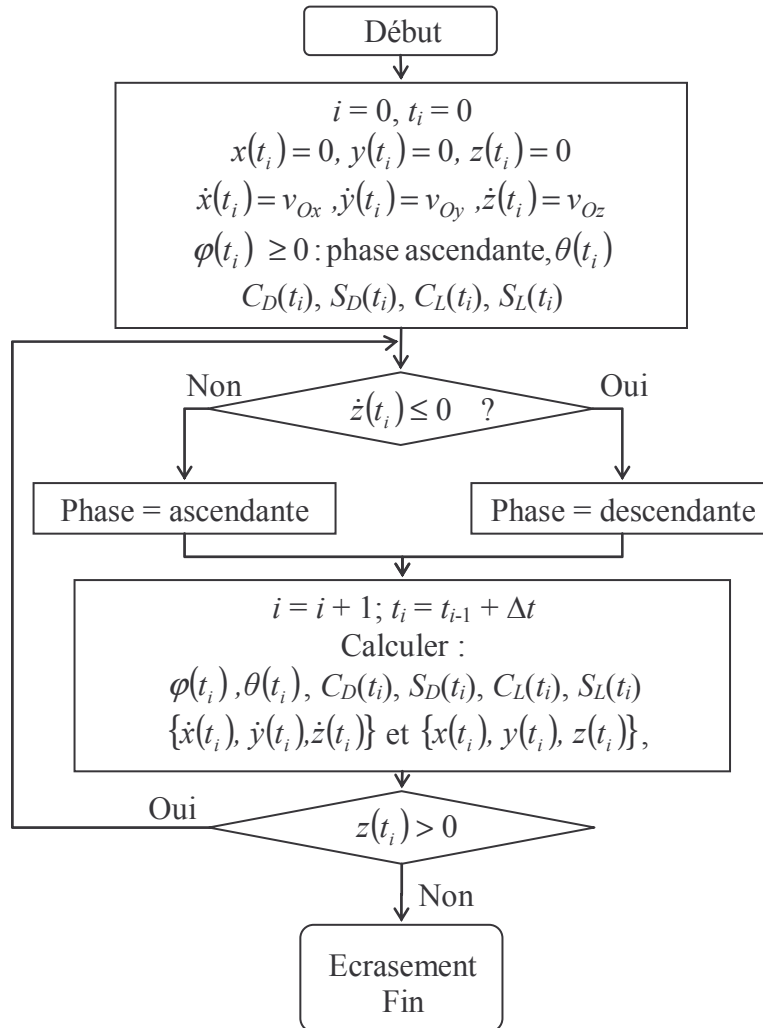 Début
i = 0, t_i = 0
x(t_i) = 0, y(t_i) = 0, z(t_i) = 0
ẋ(t_i) = v_Ox ,ẏ(t_i) = v_Oy ,ż(t_i) = v_Oz
φ(t_i) ≥ 0 : phase ascendante, θ(t_i)
C_D(t_i), S_D(t_i), C_L(t_i), S_L(t_i)
Non
Oui
ż(t_i) ≤ 0 ?
Phase = ascendante
Phase = descendante
i = i + 1; t_i = t_i-1 + Δt
Calculer :
φ(t_i) ,θ(t_i), C_D(t_i), S_D(t_i), C_L(t_i), S_L(t_i)
{ẋ(t_i), ẏ(t_i),ż(t_i)} et {x(t_i), y(t_i), z(t_i)},
Oui
z(t_i) > 0
Non
Ecrasement
Fin